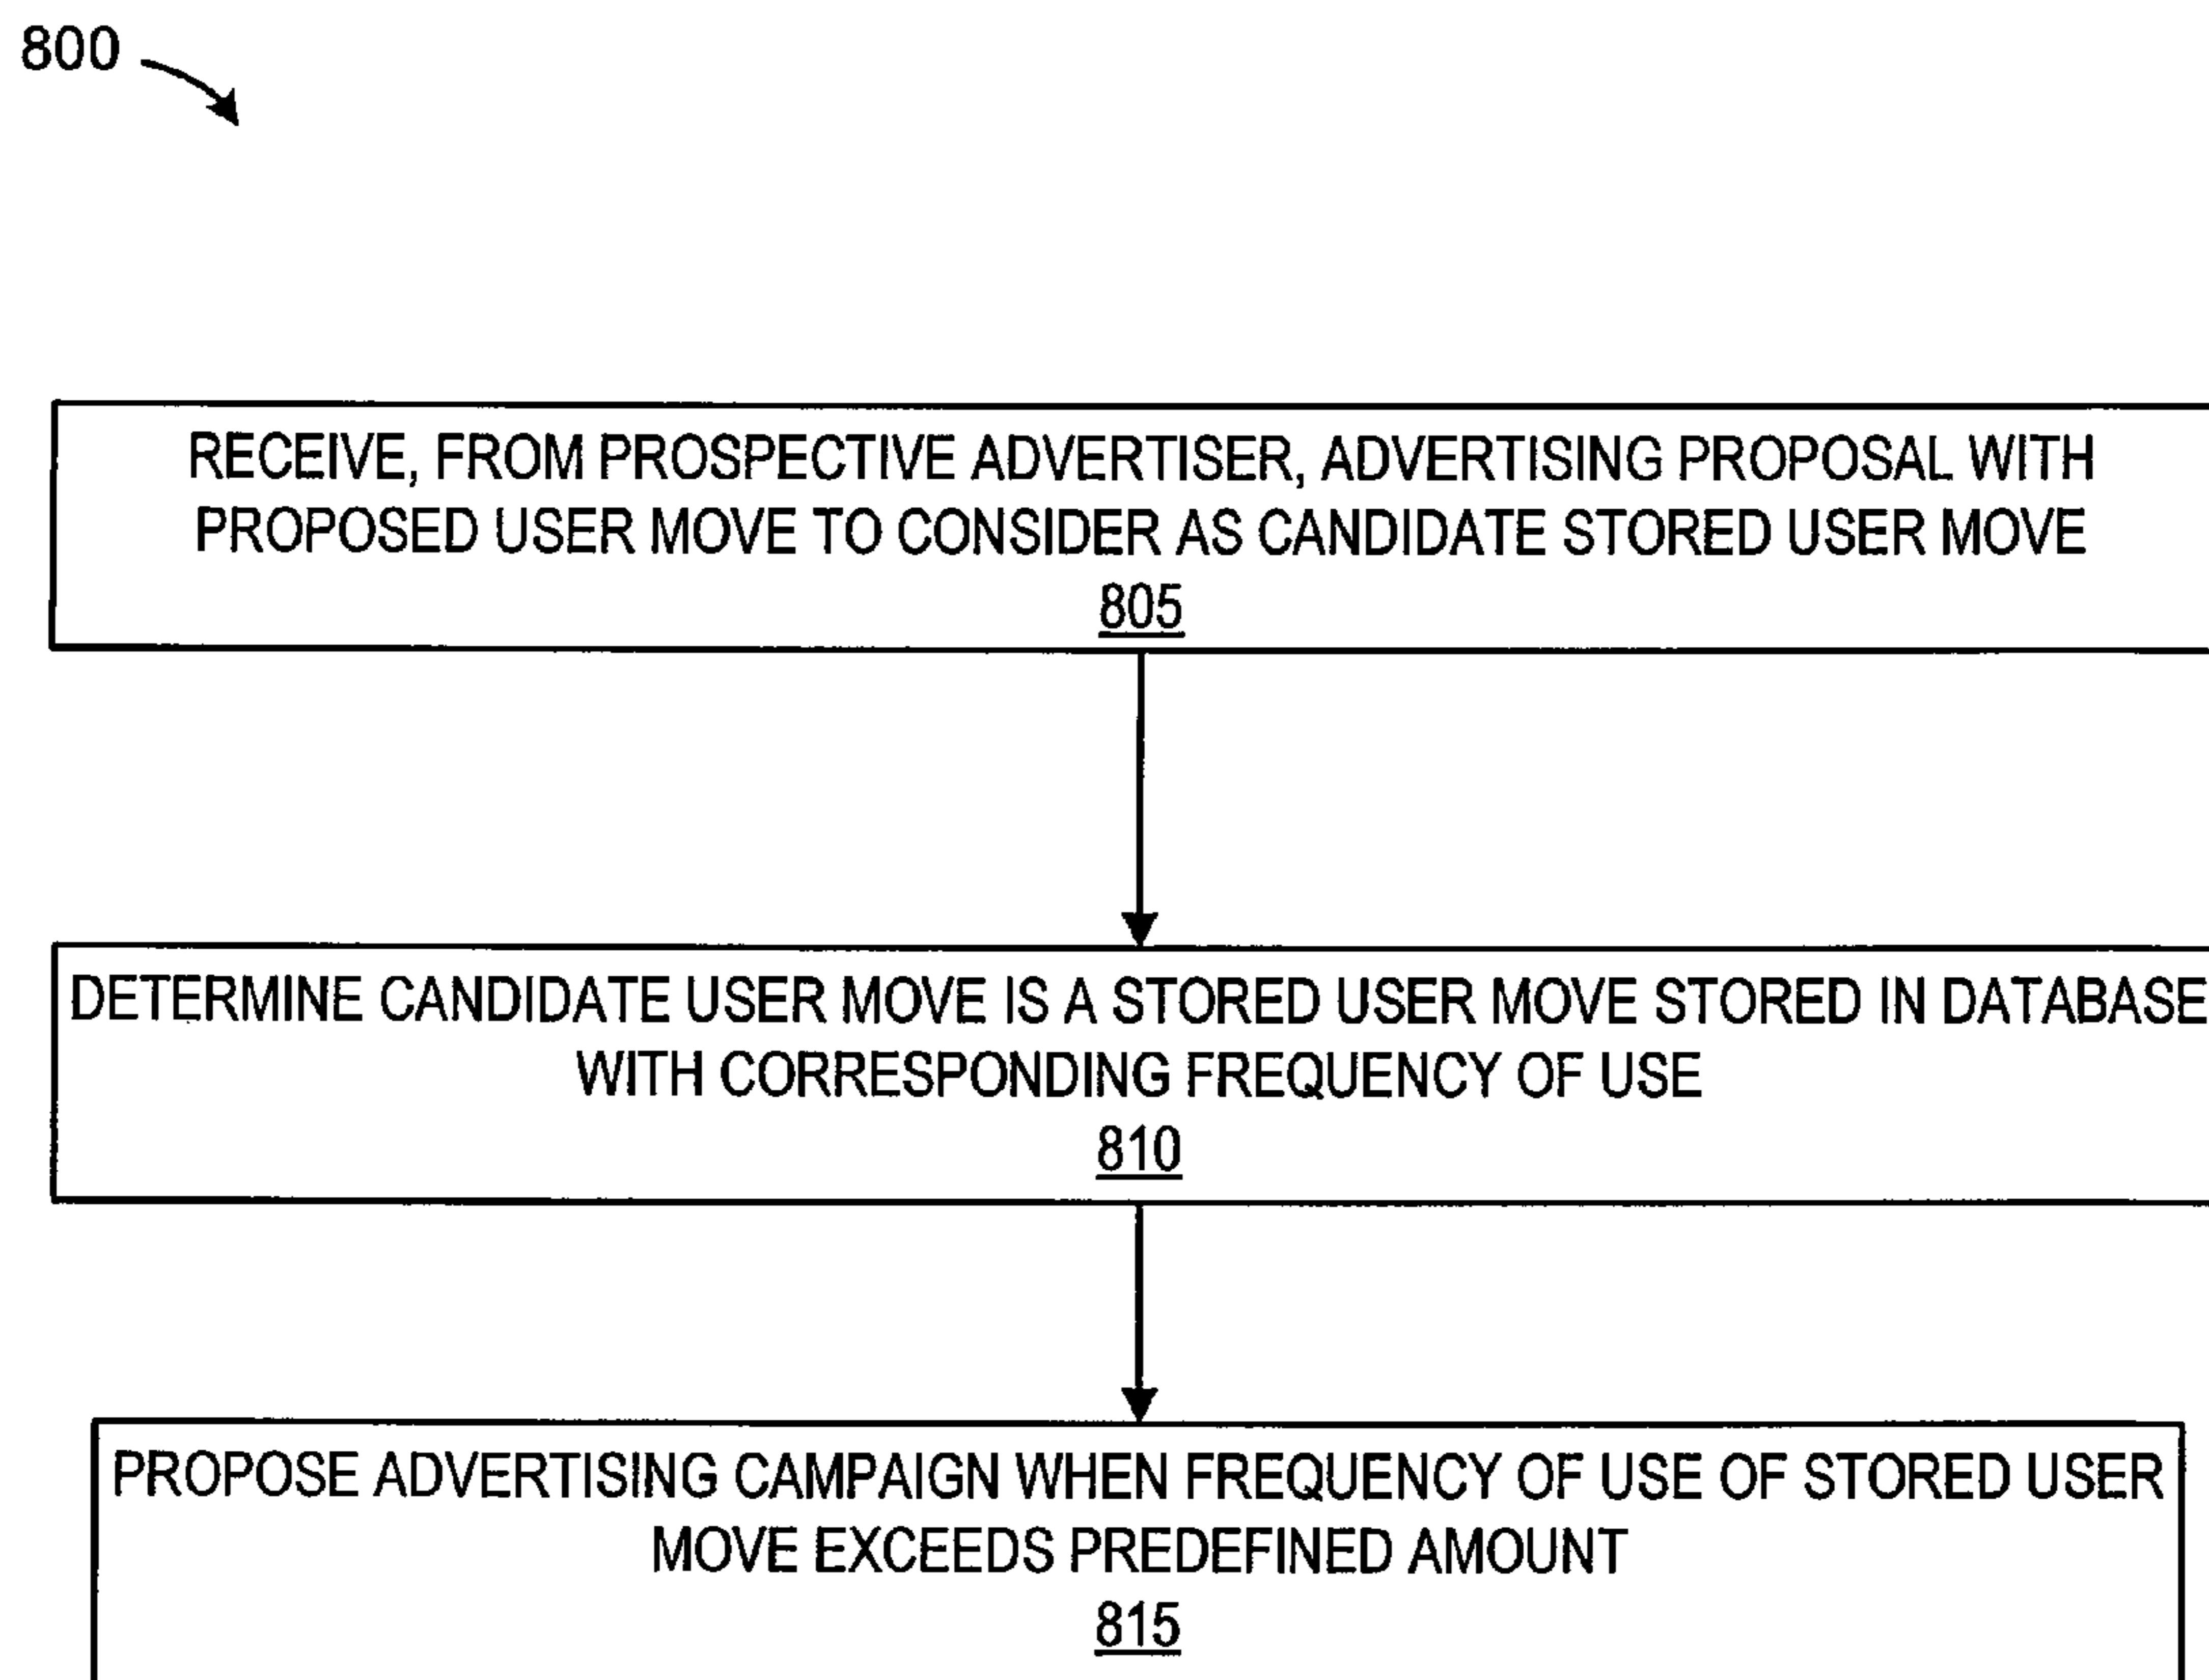 800
RECEIVE, FROM PROSPECTIVE ADVERTISER, ADVERTISING PROPOSAL WITH
PROPOSED USER MOVE TO CONSIDER AS CANDIDATE STORED USER MOVE
805
DETERMINE CANDIDATE USER MOVE IS A STORED USER MOVE STORED IN DATABASE
WITH CORRESPONDING FREQUENCY OF USE
810
PROPOSE ADVERTISING CAMPAIGN WHEN FREQUENCY OF USE OF STORED USER
MOVE EXCEEDS PREDEFINED AMOUNT
815